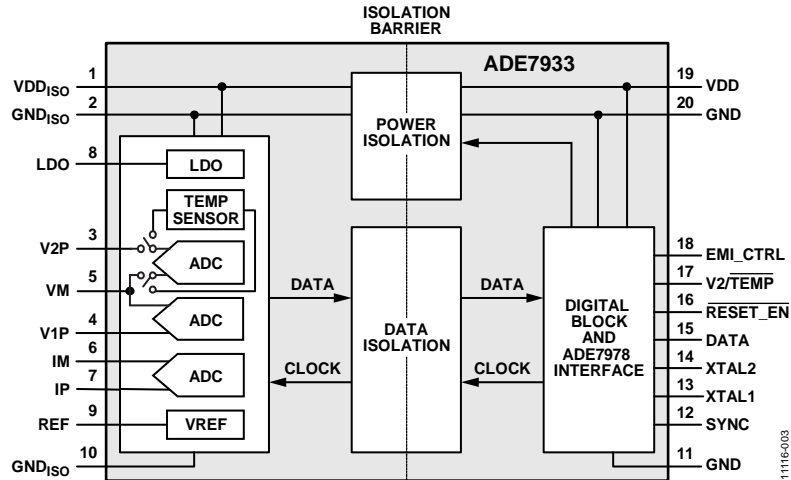 ISOLATION
BARRIER
ADE7933
1
VDDISO
2
GNDISO
8
LDO
3
V2P
5
VM
4
V1P
6
IM
7
IP
9
REF
10
GNDISO
LDO
TEMP
SENSOR
ADC
ADC
ADC
VREF
POWER
ISOLATION
DATA
CLOCK
DATA
ISOLATION
DATA
CLOCK
DIGITAL
BLOCK
AND
ADE7978
INTERFACE
19
VDD
20
GND
18
EMI_CTRL
17
V2/TEMP
16
RESET_EN
15
DATA
14
XTAL2
13
XTAL1
12
SYNC
11
GND
11116-003